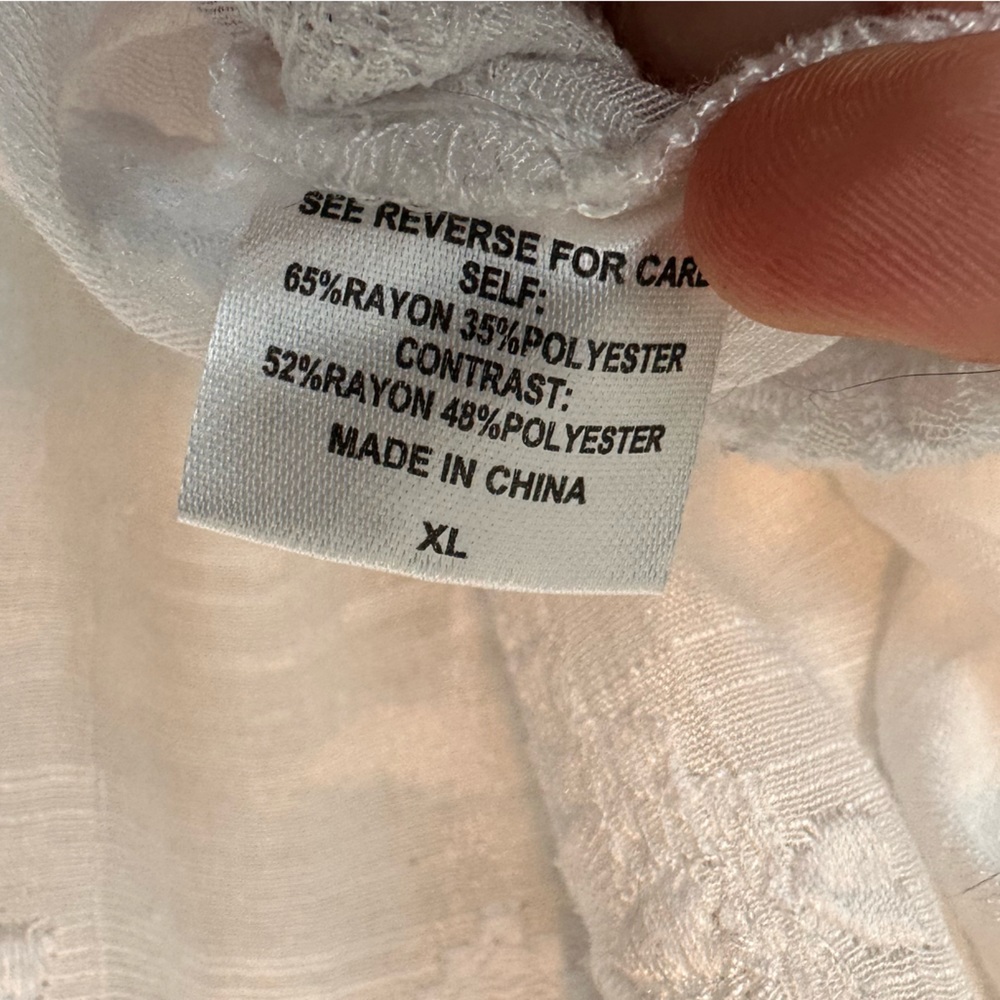 SEE REVERSE FOR CARE
SELF:
65%RAYON 35%POLYESTER
CONTRAST:
52%RAYON 48%POLYESTER
MADE IN CHINA
XL